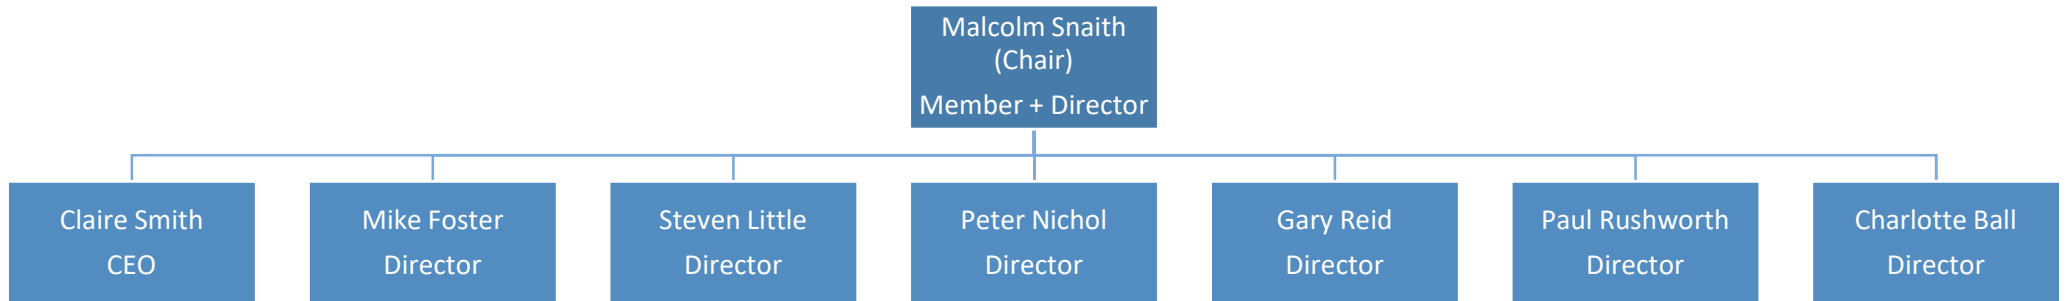 Malcolm Snaith
(Chair)
Member + Director
Claire Smith
CEO
Mike Foster
Director
Steven Little
Director
Peter Nichol
Director
Gary Reid
Director
Paul Rushworth
Director
Charlotte Ball
Director